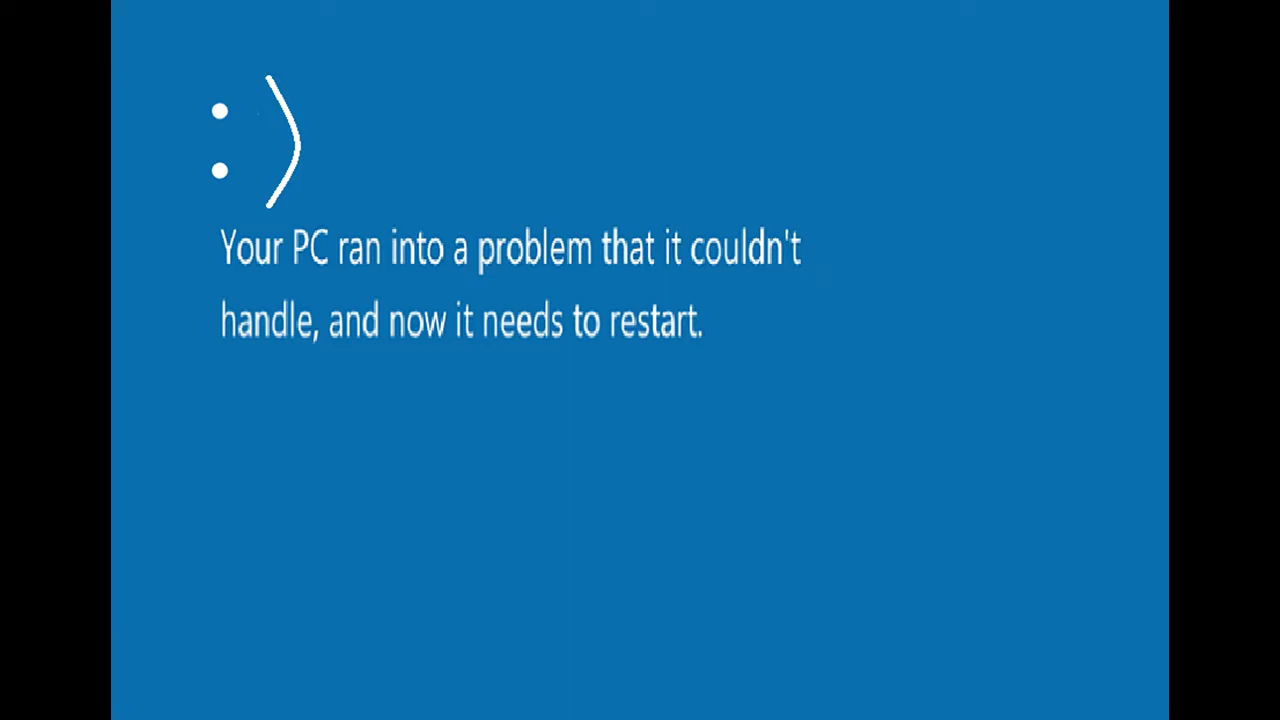 :)
Your PC ran into a problem that it couldn't
handle, and now it needs to restart.